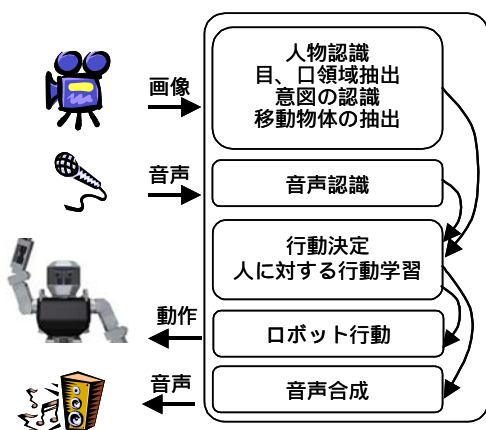 人物認識
目、口領域抽出
意図の認識
移動物体の抽出
画像
音声
音声認識
行動決定
人に対する行動学習
動作
ロボット行動
音声
音声合成